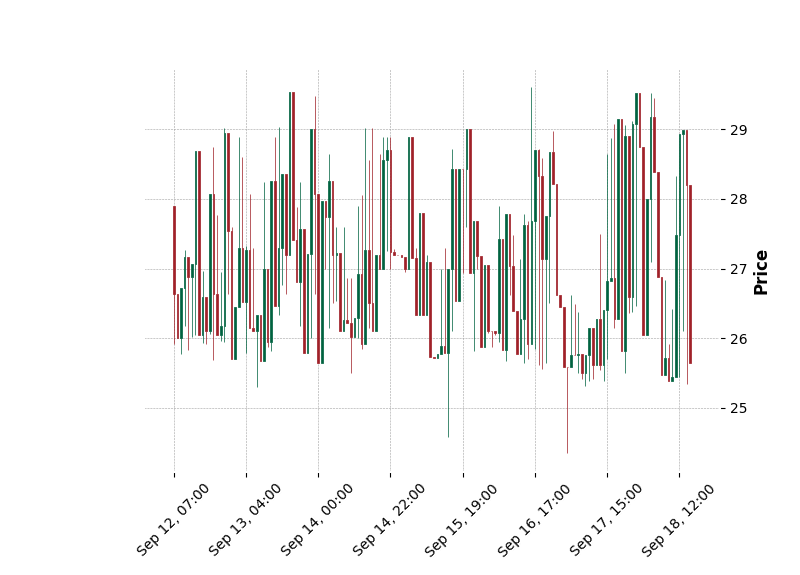 29
28
27
26
25
Price
Sep 12, 07:00
Sep 13, 04:00
Sep 14, 00:00
Sep 14, 22:00
Sep 15, 19:00
Sep 16, 17:00
Sep 17, 15:00
Sep 18, 12:00